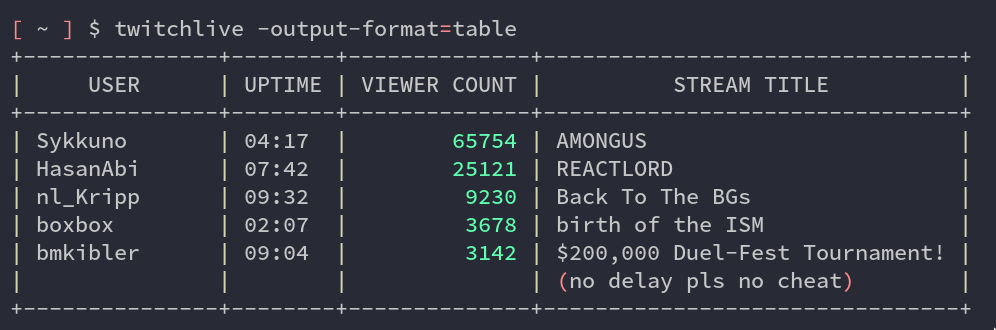 [ ~ ] $ twitchlive -output-format=table
+---------------+--------+--------------+--------------------------------+
|     USER      | UPTIME | VIEWER COUNT |          STREAM TITLE          |
+---------------+--------+--------------+--------------------------------+
| Sykkuno       | 04:17  |        65754 | AMONGUS                        |
| HasanAbi      | 07:42  |        25121 | REACTLORD                      |
| nl_Kripp      | 09:32  |         9230 | Back To The BGs                |
| boxbox        | 02:07  |         3678 | birth of the ISM               |
| bmkibler      | 09:04  |         3142 | $200,000 Duel-Fest Tournament! |
|               |        |              | (no delay pls no cheat)        |
+---------------+--------+--------------+--------------------------------+